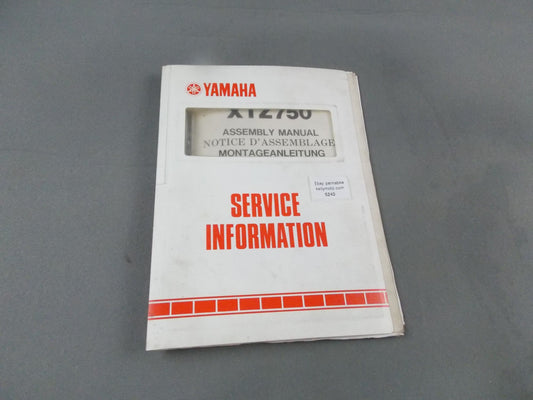 YAMAHA
XTZ750
ASSEMBLY MANUAL
NOTICE D'ASSEMBLAGE
MONTAGEANLEITUNG
SERVICE
INFORMATION